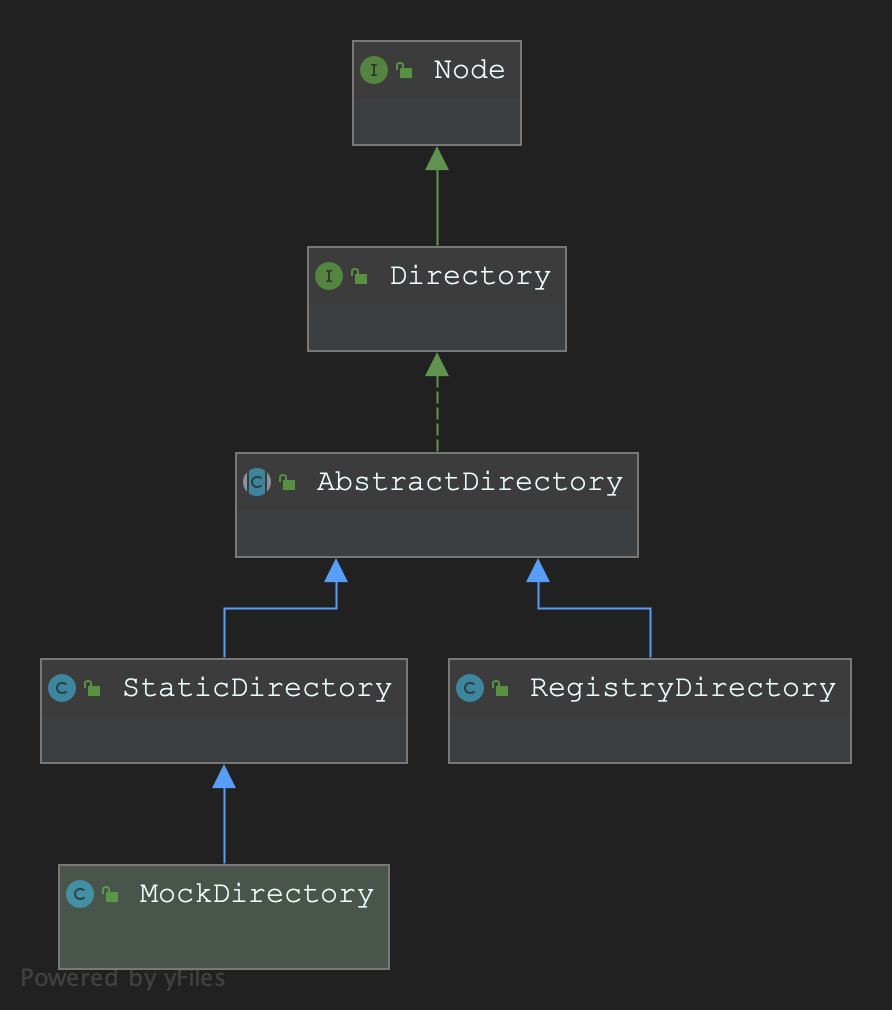 Node
Directory
AbstractDirectory
StaticDirectory
RegistryDirectory
MockDirectory
Powered by yFiles